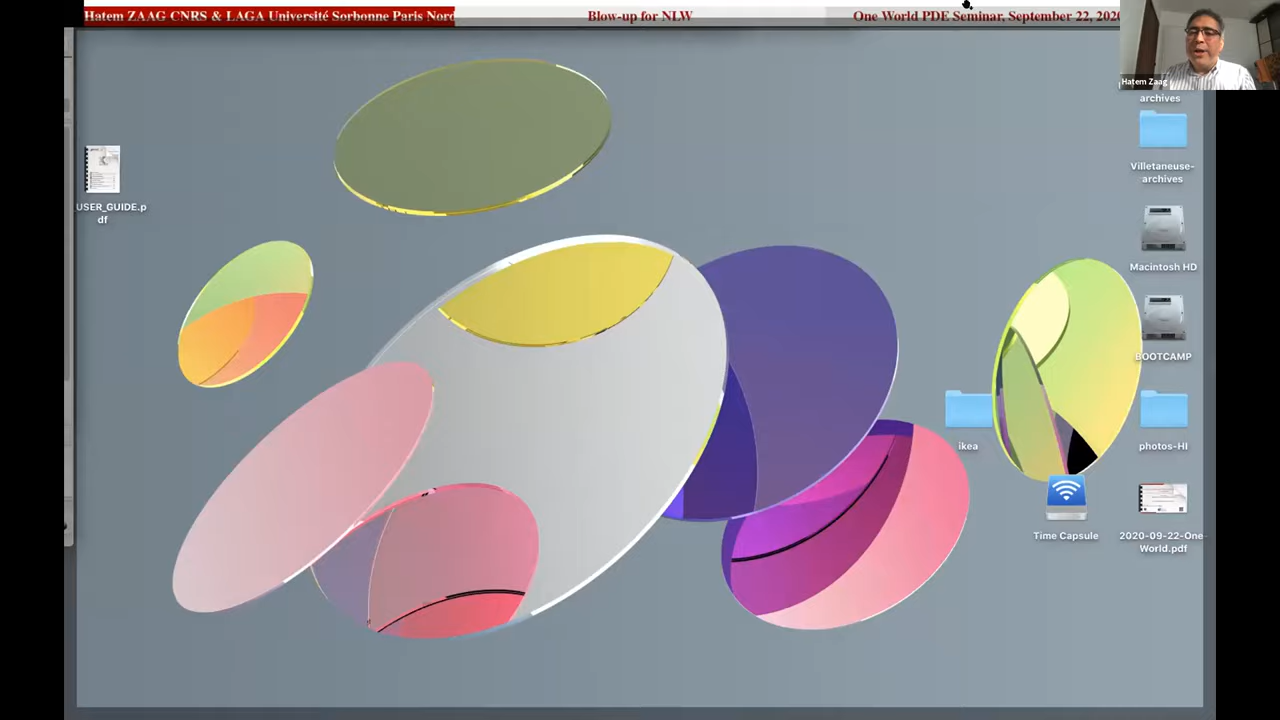 Hatem ZAAG CNRS & LAGA Université Sorbonne Paris Nord
Blow-up for NLW
One World PDE Seminar, September 22, 2020
Hatem Zaag
archives
Villetaneuse-
archives
USER_GUIDE.p
df
Macintosh HD
BOOTCAMP
ikea
photos-HI
Time Capsule
2020-09-22-One-
World.pdf